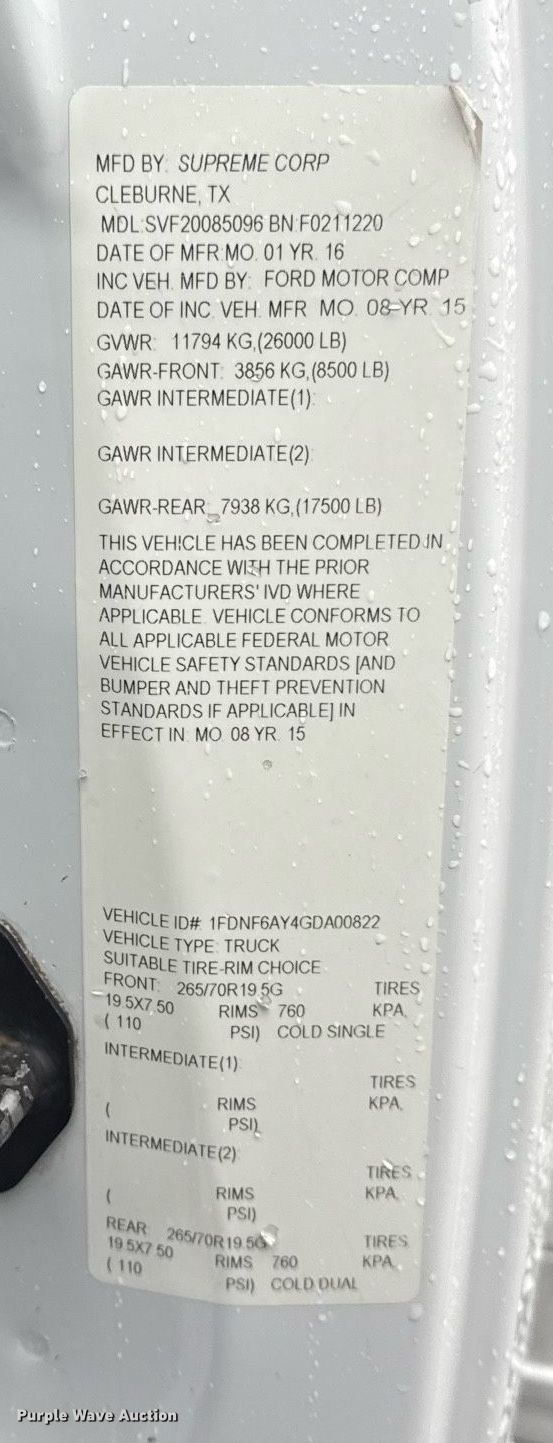 MFD BY: SUPREME CORP
CLEBURNE, TX
MDL:SVF20085096 BN:F0211220
DATE OF MFR:MO. 01 YR. 16
INC VEH. MFD BY: FORD MOTOR COMP
DATE OF INC. VEH. MFR MO. 08-YR. 15
GVWR: 11794 KG,(26000 LB)
GAWR-FRONT: 3856 KG,(8500 LB)
GAWR INTERMEDIATE(1):
GAWR INTERMEDIATE(2):
GAWR-REAR: 7938 KG,(17500 LB)
THIS VEHICLE HAS BEEN COMPLETED IN
ACCORDANCE WITH THE PRIOR
MANUFACTURERS' IVD WHERE
APPLICABLE. VEHICLE CONFORMS TO
ALL APPLICABLE FEDERAL MOTOR
VEHICLE SAFETY STANDARDS [AND
BUMPER AND THEFT PREVENTION
STANDARDS IF APPLICABLE] IN
EFFECT IN: MO. 08 YR. 15
VEHICLE ID#: 1FDNF6AY4GDA00822
VEHICLE TYPE: TRUCK
SUITABLE TIRE-RIM CHOICE
FRONT: 265/70R19.5G TIRES
19.5X7.50 RIMS 760 KPA,
( 110 PSI) COLD SINGLE
INTERMEDIATE(1):
TIRES
RIMS KPA,
( PSI)
INTERMEDIATE(2):
TIRES
RIMS KPA,
( PSI)
REAR: 265/70R19.5G TIRES
19.5X7.50 RIMS 760 KPA,
( 110 PSI) COLD DUAL
Purple Wave Auction